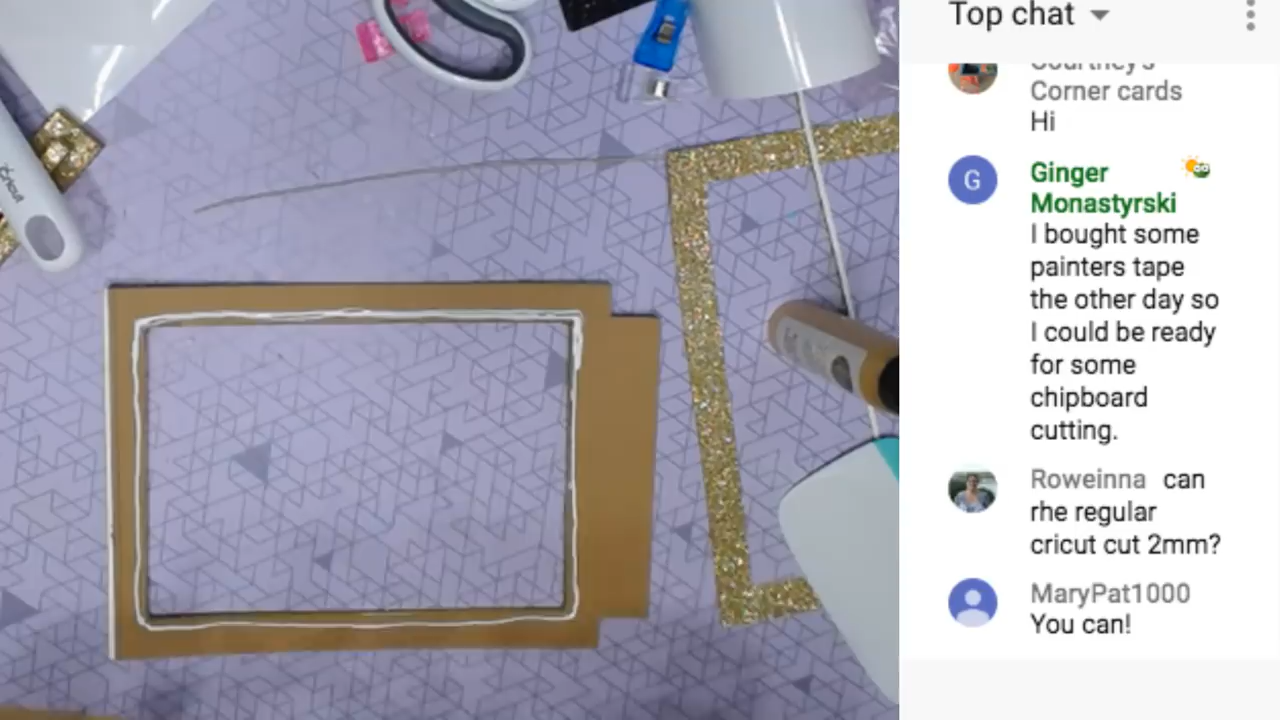 Top chat
Courtney's
Corner cards
Hi
G
Ginger
Monastyrski
I bought some
painters tape
the other day so
I could be ready
for some
chipboard
cutting.
Roweinna can
rhe regular
cricut cut 2mm?
MaryPat1000
You can!
cricut